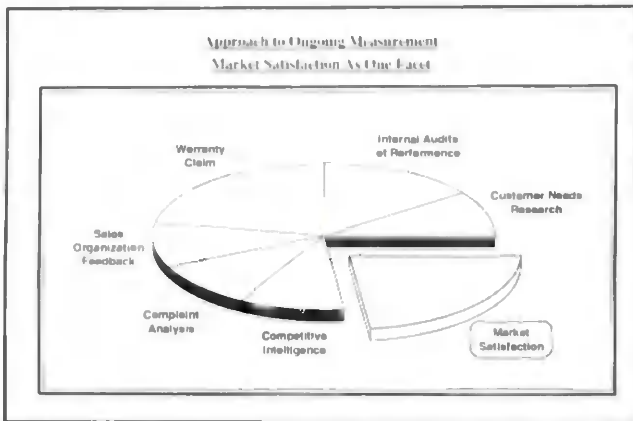 Approach to Ongoing Measurement
Market Satisfaction As One Facet
Internal Audits
of Performance
Warranty
Claim
Customer Needs
Research
Sales
Organization
Feedback
Complaint
Analysis
Competitive
Intelligence
Market
Satisfaction